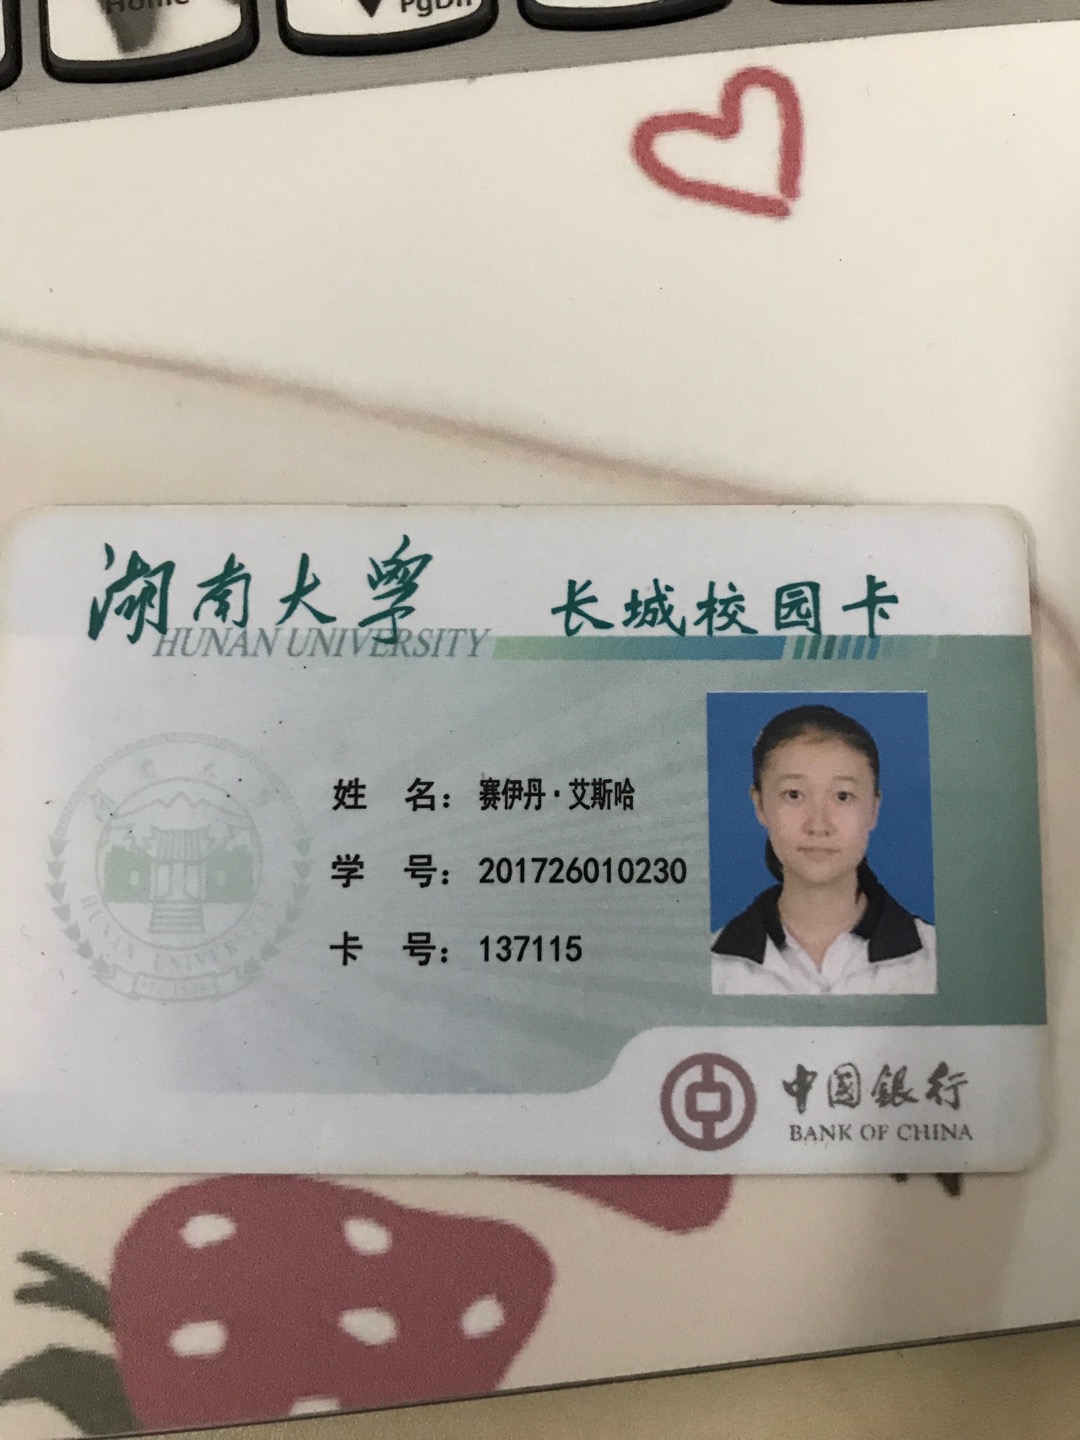 Home
PgDn
湖南大學
长城校园卡
HUNAN UNIVERSITY
姓 名：赛伊丹·艾斯哈
学 号：201726010230
卡 号：137115
HUNAN UNIVERSITY
中国銀行
BANK OF CHINA